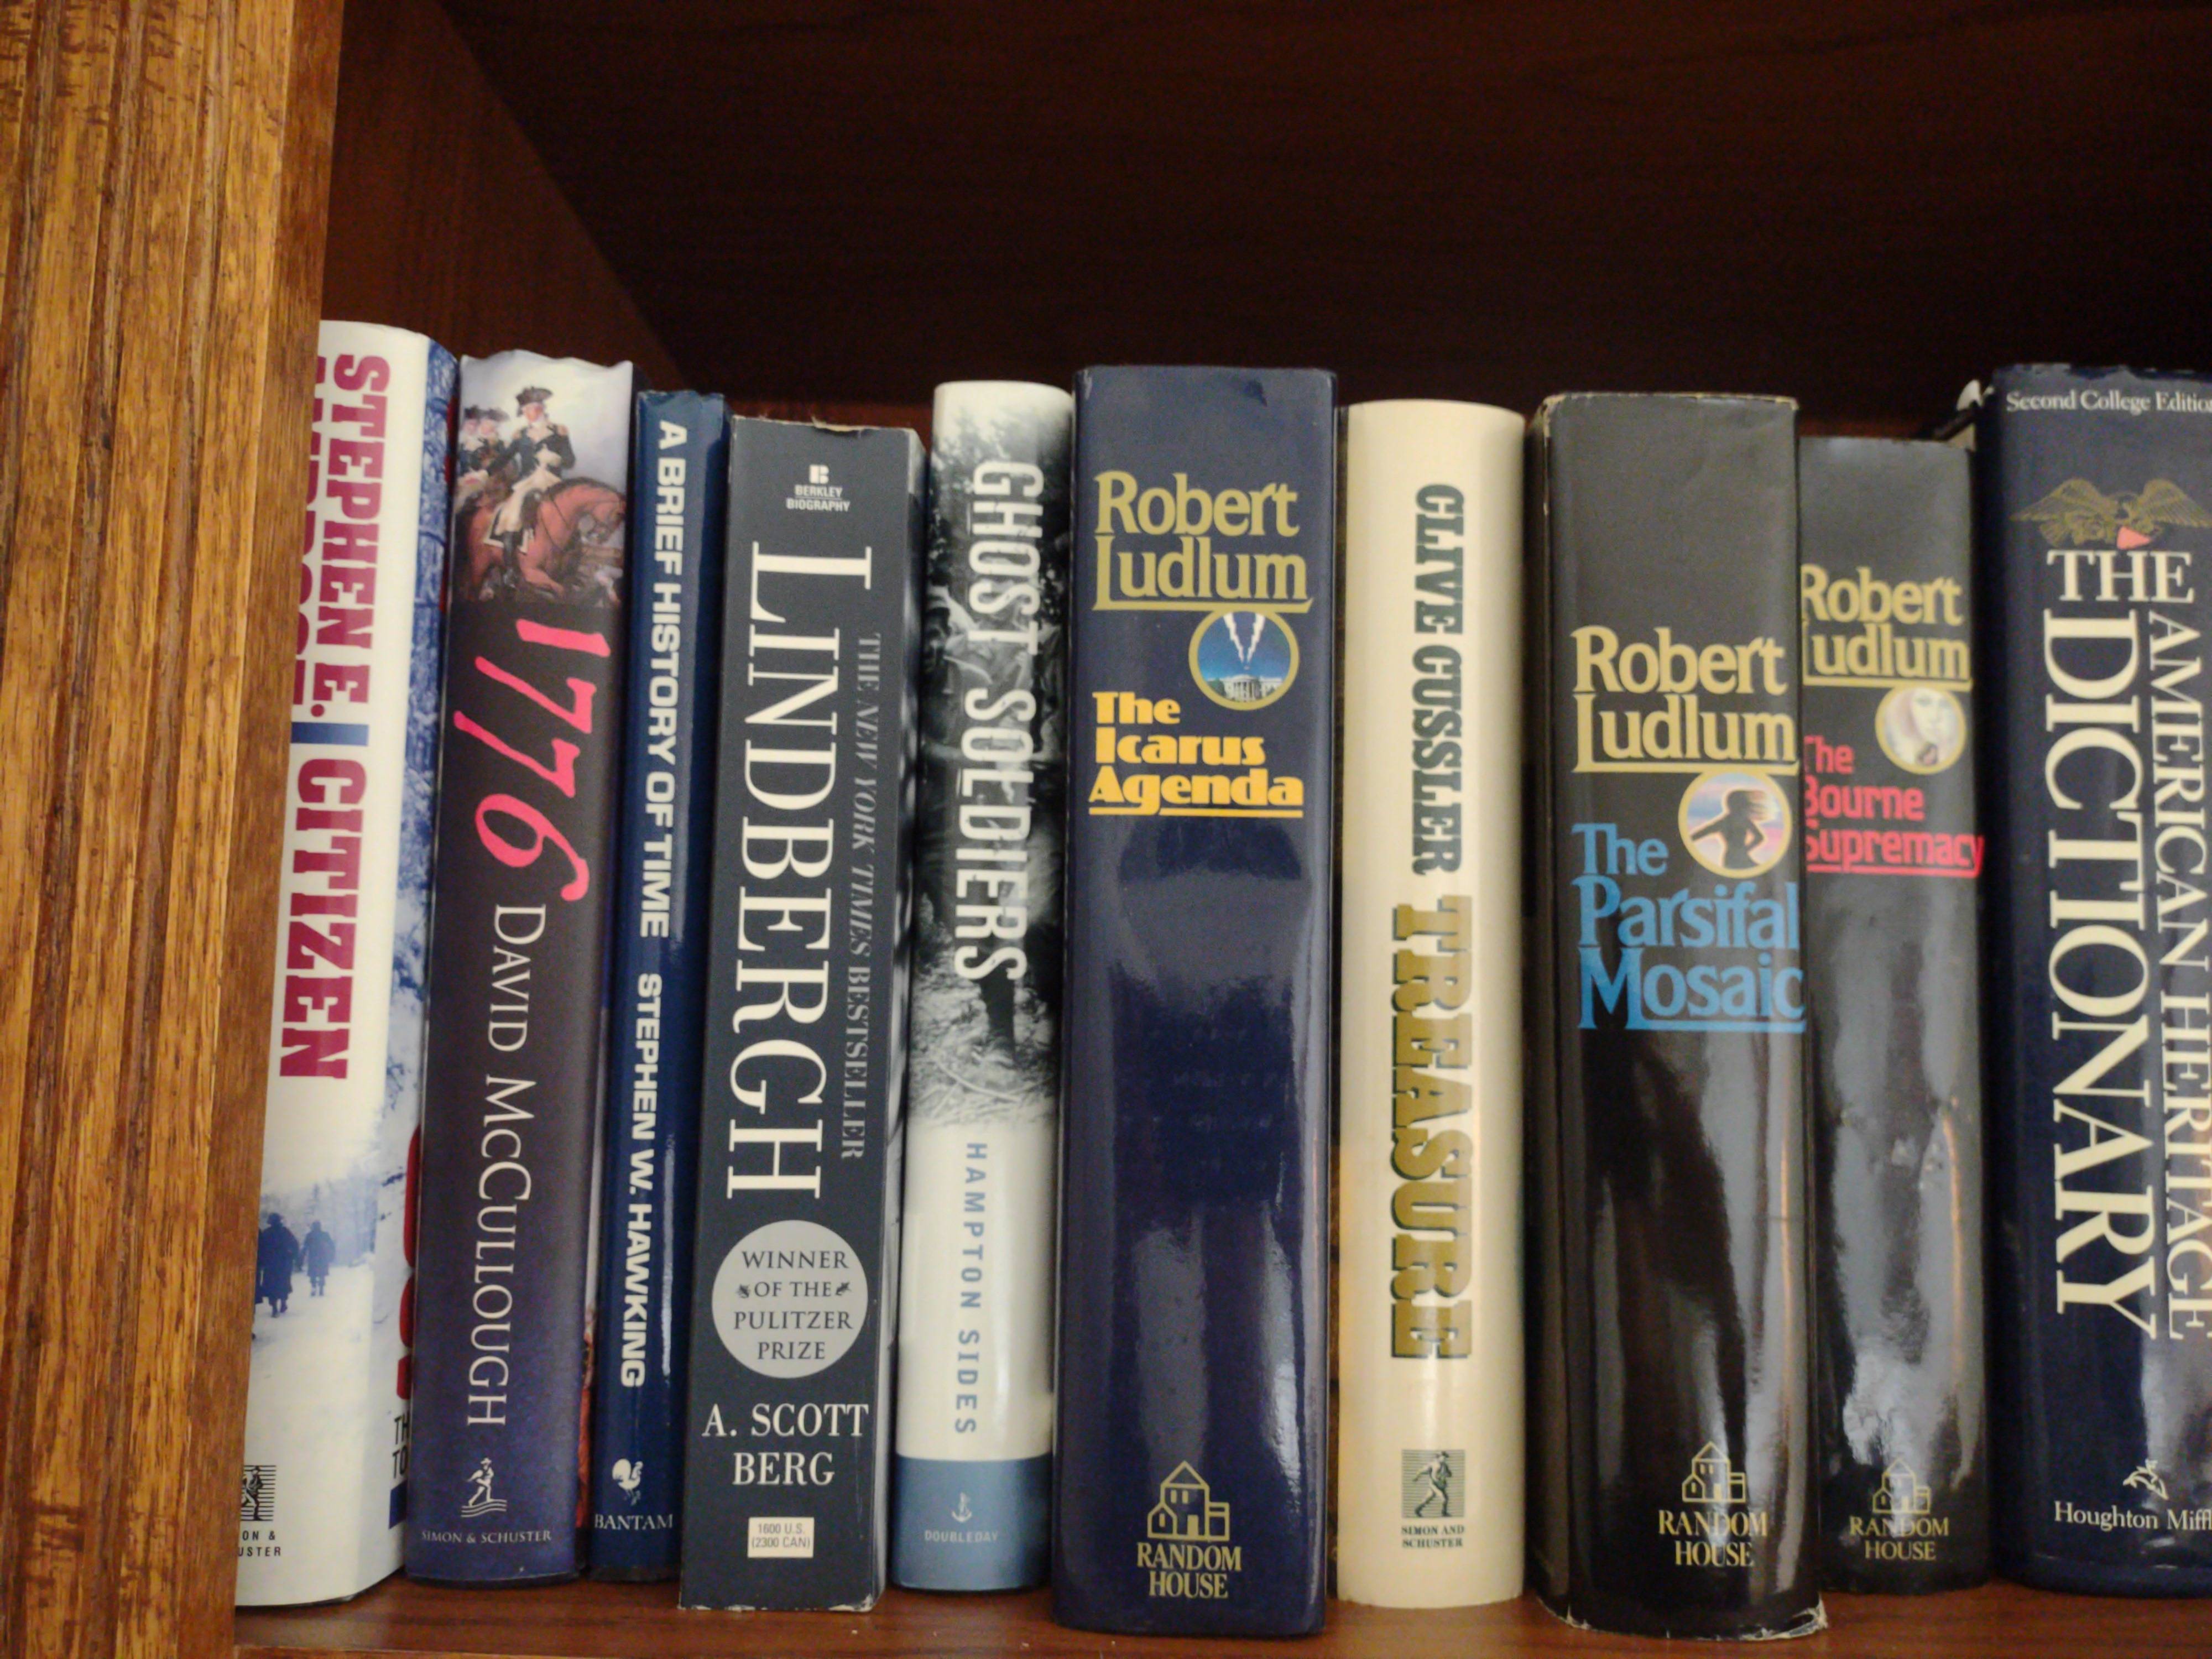 STEPHEN E.
CITIZEN
TH
TO
ON &
USTER
1776
DAVID McCULLOUGH
SIMON & SCHUSTER
A BRIEF HISTORY OF TIME STEPHEN W. HAWKING
BANTAM
B
BERKLEY
BIOGRAPHY
LINDBERGH
THE NEW YORK TIMES BESTSELLER
WINNER
OF THE
PULITZER
PRIZE
A. SCOTT
BERG
1600 U.S.
(2300 CAN)
GHOST SOLDIERS
HAMPTON SIDES
DOUBLEDAY
Robert
Ludlum
The
Icarus
Agenda
RANDOM
HOUSE
CLIVE CUSSLER TREASURE
SIMON AND
SCHUSTER
Robert
Ludlum
The
Parsifal
Mosaic
RANDOM
HOUSE
Robert
Ludlum
The
Bourne
Supremacy
RANDOM
HOUSE
Second College Edition
THE AMERICAN HERITAGE
DICTIONARY
Houghton Miffl